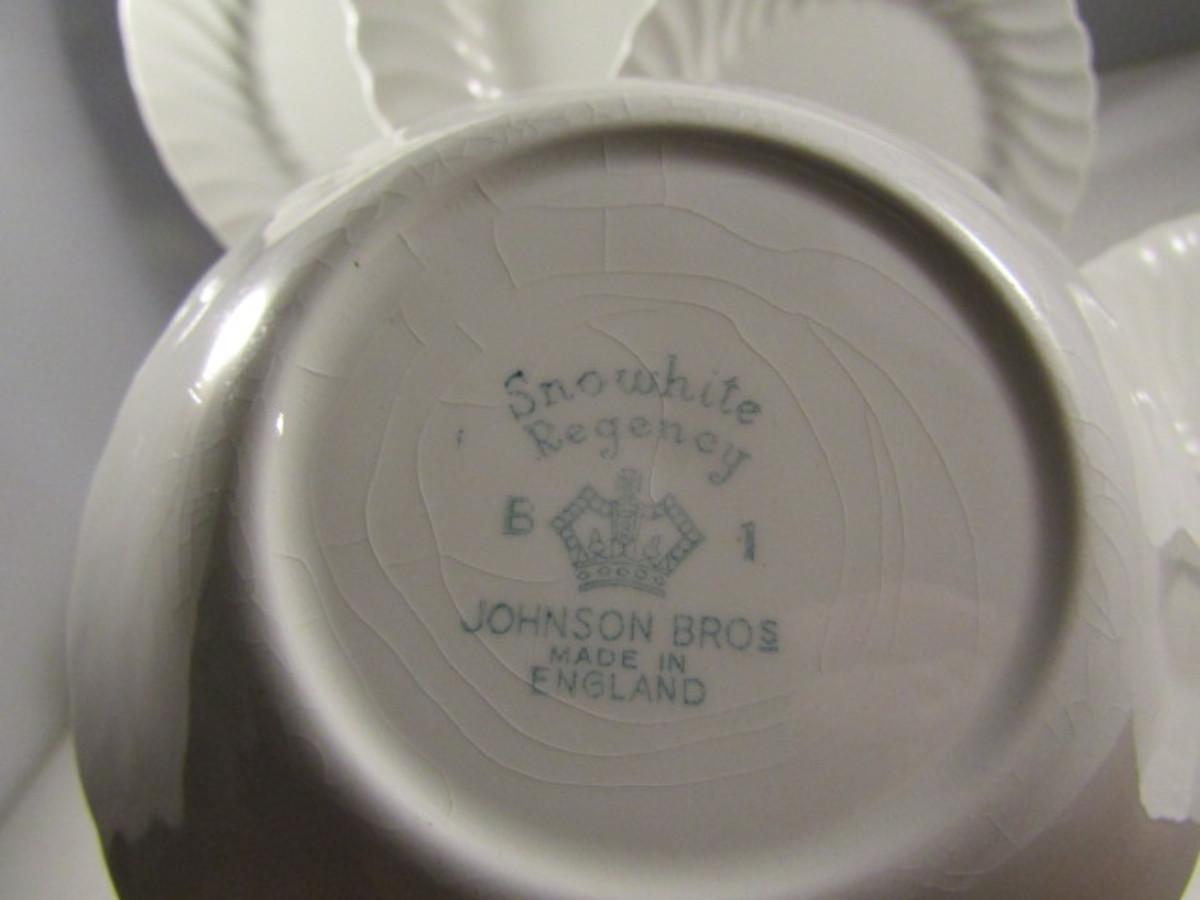 Snowhite
Regency
B 1
JOHNSON BROS
MADE IN
ENGLAND